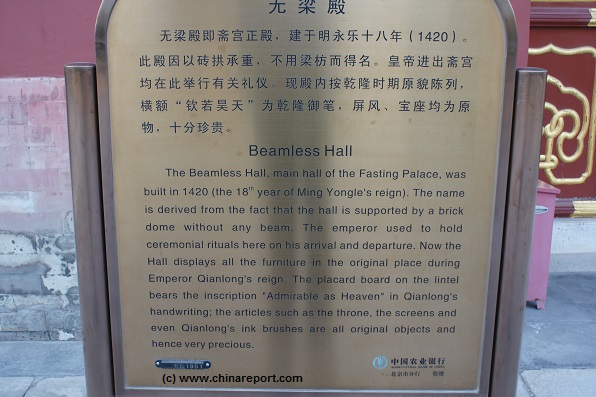 无梁殿
无梁殿即斋宫正殿，建于明永乐十八年（1420）。
此殿因以砖拱承重，不用梁枋而得名。皇帝进出斋宫
均在此举行有关礼仪。现殿内按乾隆时期原貌陈列，
横额“钦若昊天”为乾隆御笔，屏风、宝座均为原
物，十分珍贵。
Beamless Hall
The Beamless Hall, main hall of the Fasting Palace, was
built in 1420 (the 18th year of Ming Yongle's reign). The name
is derived from the fact that the hall is supported by a brick
dome without any beam. The emperor used to hold
ceremonial rituals here on his arrival and departure. Now the
Hall displays all the furniture in the original place during
Emperor Qianlong's reign. The placard board on the lintel
bears the inscription "Admirable as Heaven" in Qianlong's
handwriting; the articles such as the throne, the screens and
even Qianlong's ink brushes are all original objects and
hence very precious.
中国农业银行
AGRICULTURAL BANK OF CHINA
北京市分行
(c) www.chinareport.com